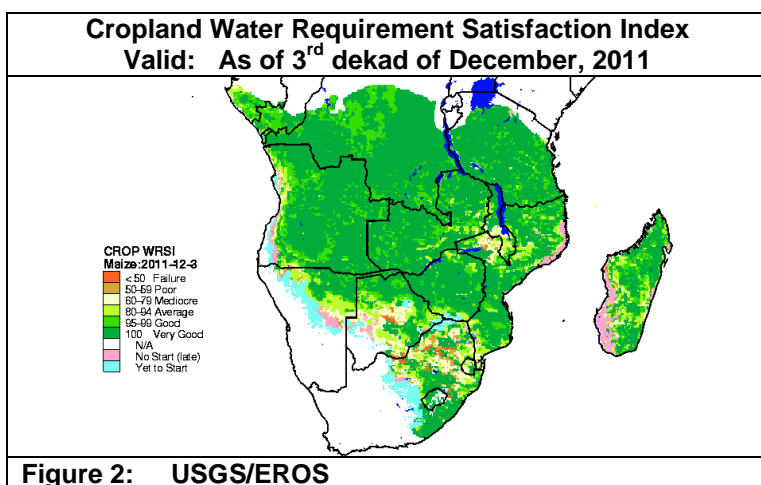 Cropland Water Requirement Satisfaction Index
Valid: As of 3rd dekad of December, 2011
CROP WRSI
Maize:2011-12-3
< 50 Failure
50-59 Poor
60-79 Mediocre
80-94 Average
95-99 Good
100 Very Good
N/A
No Start (late)
Yet to Start
Figure 2: USGS/EROS